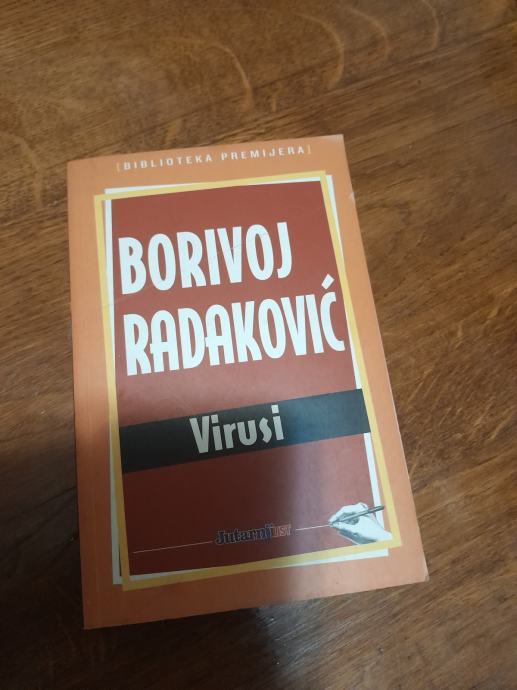 [BIBLIOTEKA PREMIJERA]
BORIVOJ
RADAKOVIĆ
Virusi
Jutarnji LIST